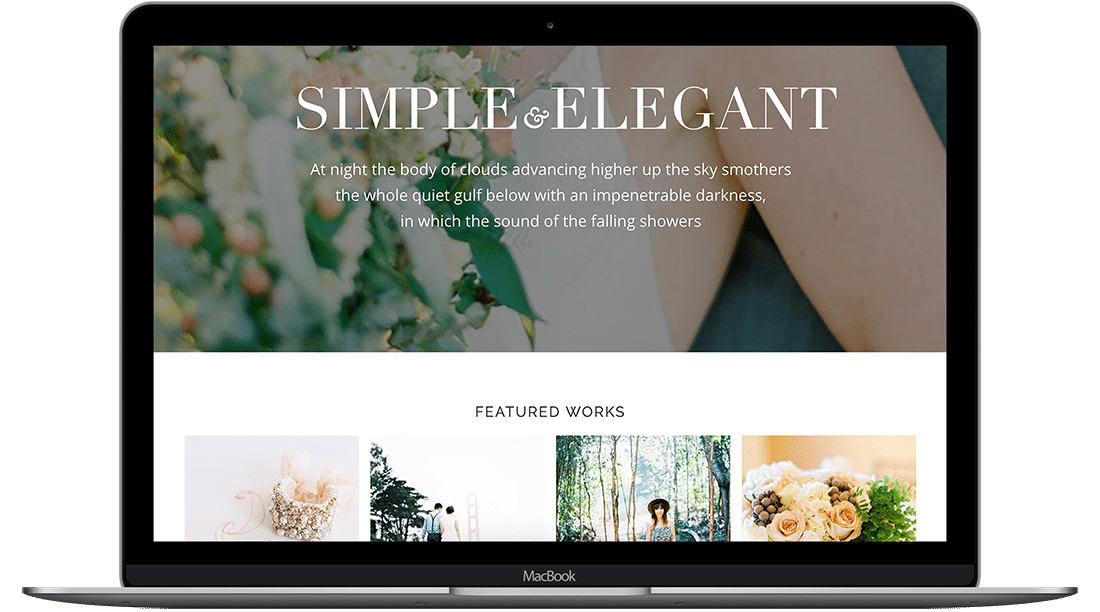 SIMPLE & ELEGANT
At night the body of clouds advancing higher up the sky smothers
the whole quiet gulf below with an impenetrable darkness,
in which the sound of the falling showers
FEATURED WORKS
MacBook